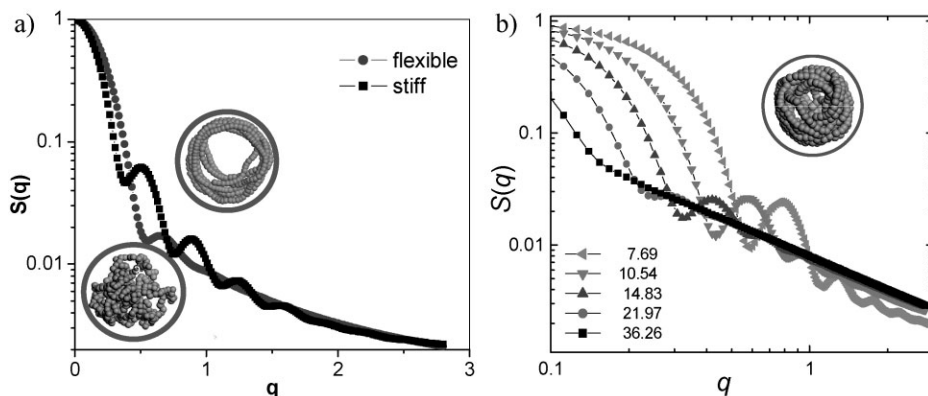 a)
flexible
stiff
S(q)
1
0.1
0.01
0
1
2
3
q
b)
S(q)
1
0.1
0.01
7.69
10.54
14.83
21.97
36.26
0.1
1
q